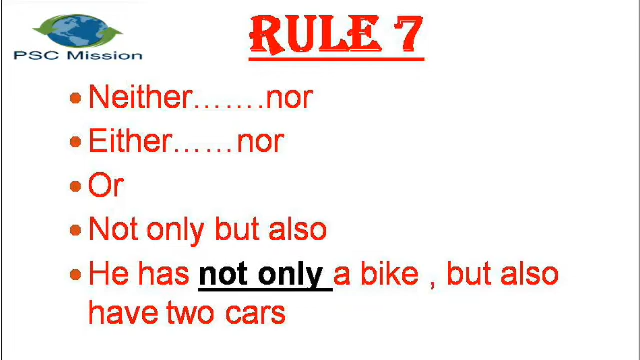 PSC Mission
RULE 7
• Neither…….nor
• Either……nor
• Or
• Not only but also
• He has not only a bike , but also
have two cars